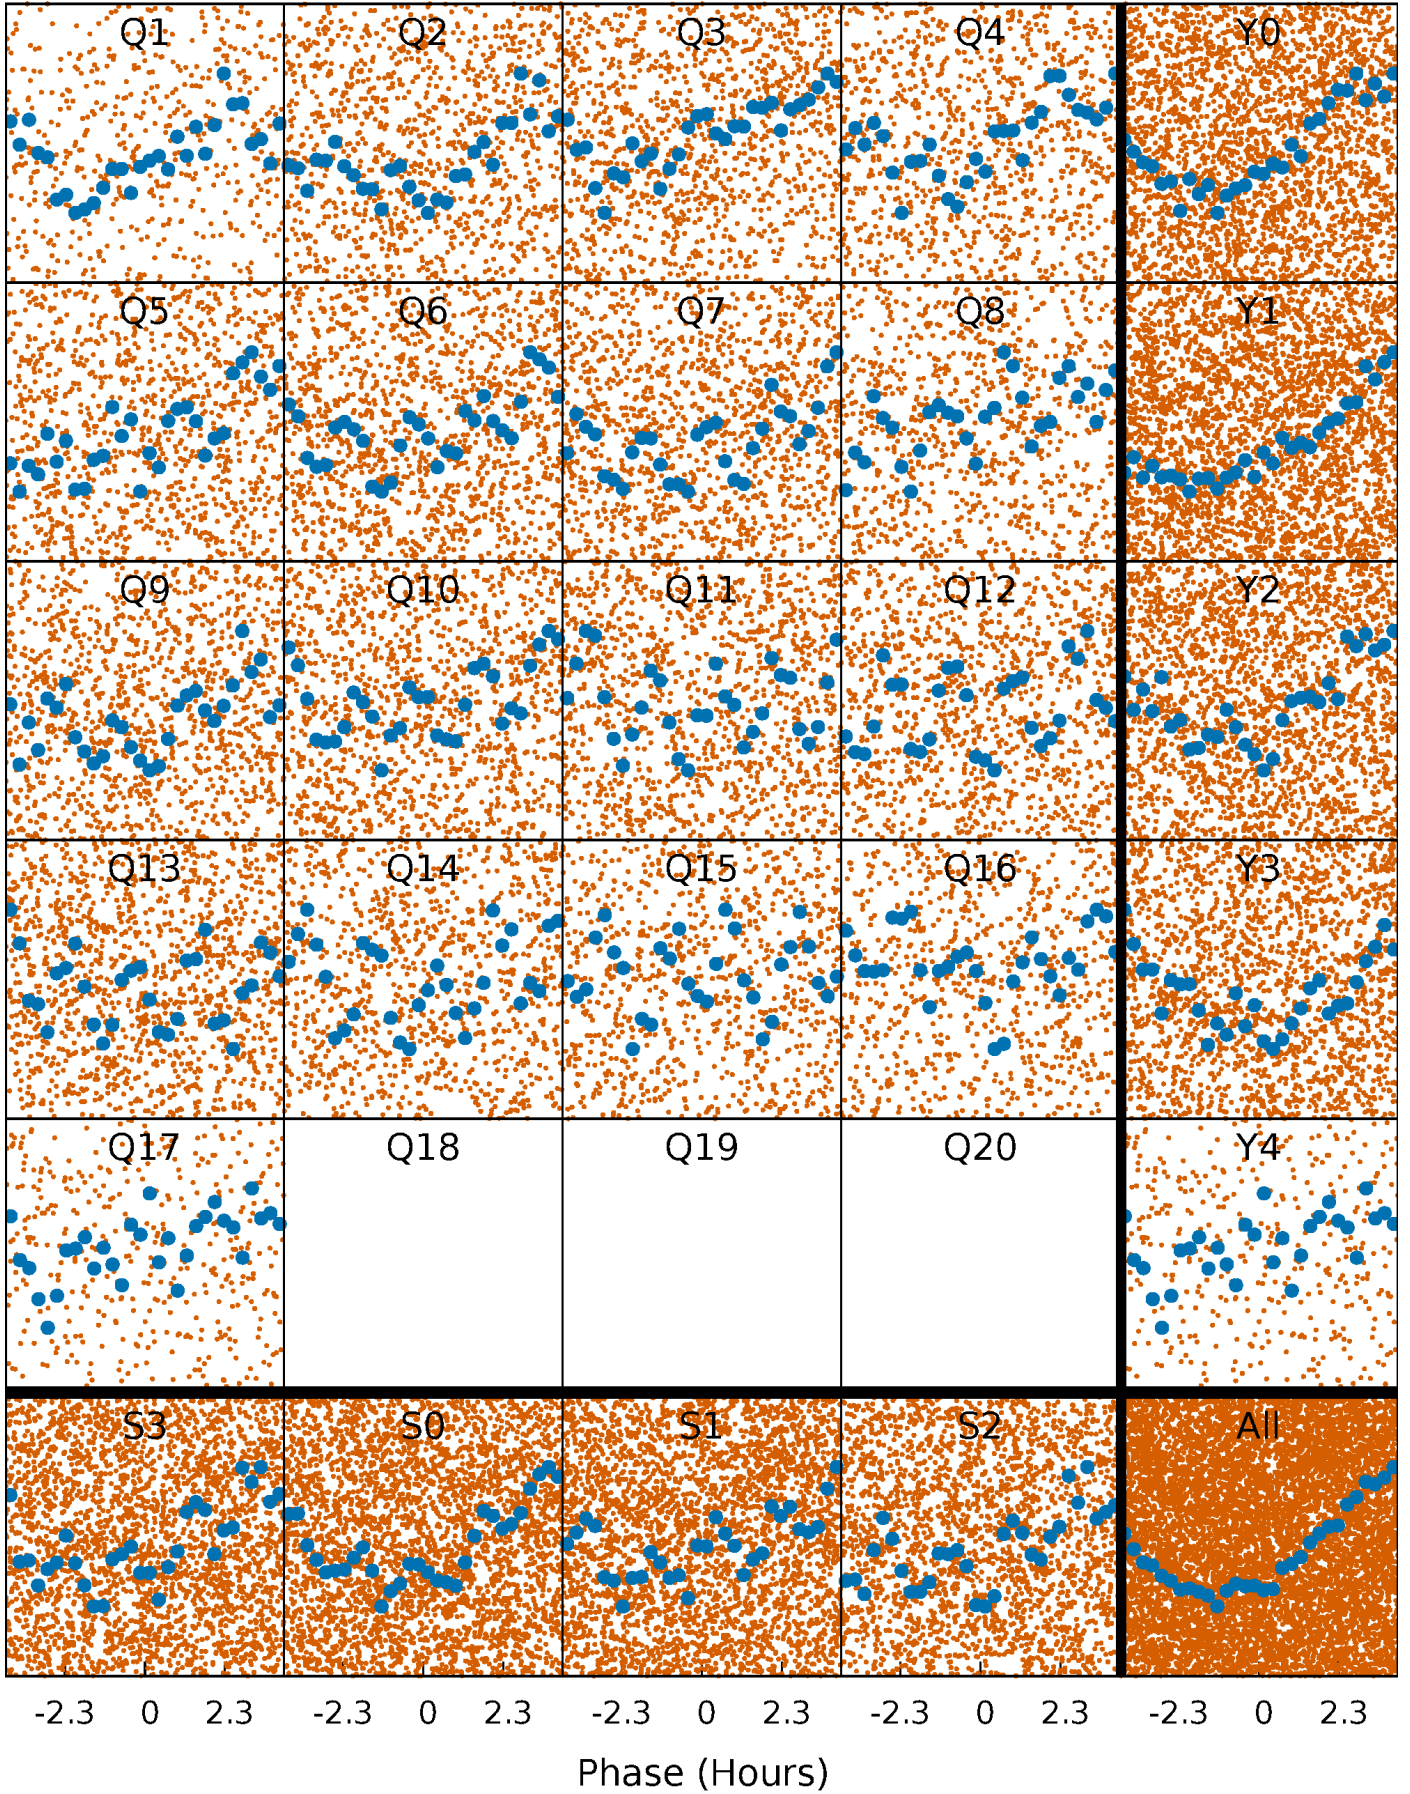 Q1 Q2 Q3 Q4 Y0
Q5 Q6 Q7 Q8 Y1
Q9 Q10 Q11 Q12 Y2
Q13 Q14 Q15 Q16 Y3
Q17 Q18 Q19 Q20 Y4
S3 S0 S1 S2 All
-2.3 0 2.3 -2.3 0 2.3 -2.3 0 2.3 -2.3 0 2.3 -2.3 0 2.3
Phase (Hours)